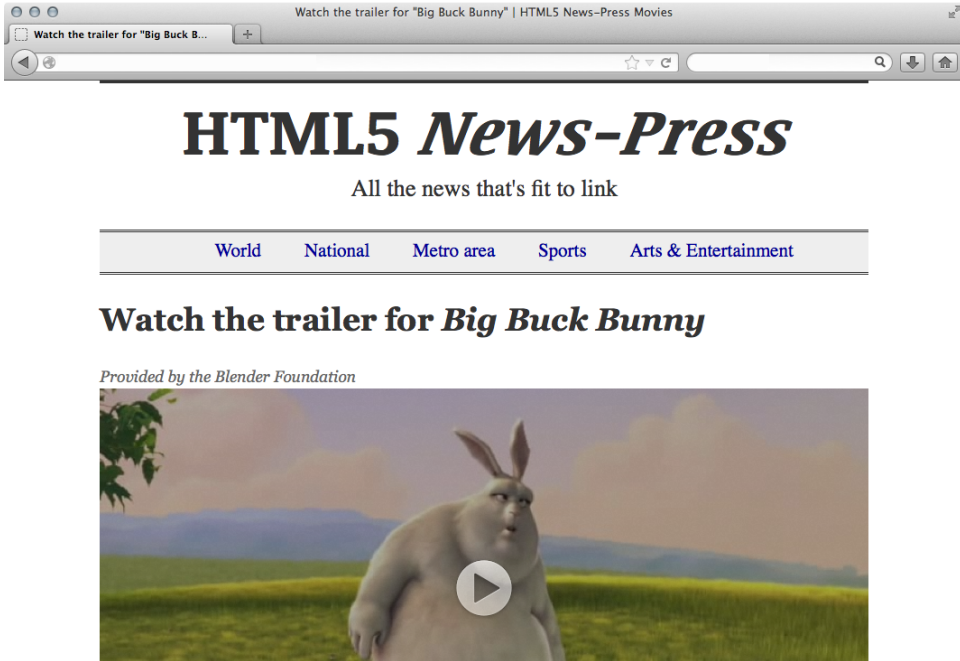 Watch the trailer for "Big Buck Bunny" | HTML5 News-Press Movies
Watch the trailer for "Big Buck B...
HTML5 News-Press
All the news that's fit to link
World National Metro area Sports Arts & Entertainment
Watch the trailer for Big Buck Bunny
Provided by the Blender Foundation